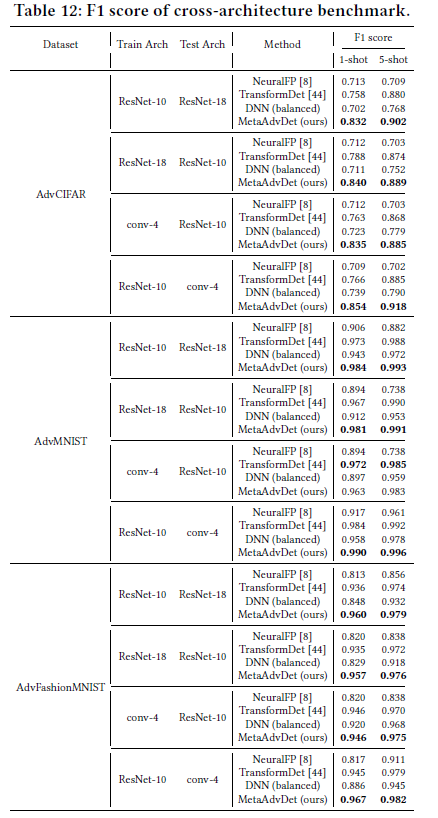 Table 12: F1 score of cross-architecture benchmark.
Dataset Train Arch Test Arch Method F1 score
1-shot 5-shot
AdvCIFAR
ResNet-10 ResNet-18
NeuralFP [8] 0.713 0.709
TransformDet [44] 0.758 0.880
DNN (balanced) 0.702 0.768
MetaAdvDet (ours) 0.832 0.902
ResNet-18 ResNet-10
NeuralFP [8] 0.712 0.703
TransformDet [44] 0.788 0.874
DNN (balanced) 0.711 0.752
MetaAdvDet (ours) 0.840 0.889
conv-4 ResNet-10
NeuralFP [8] 0.712 0.703
TransformDet [44] 0.763 0.868
DNN (balanced) 0.723 0.779
MetaAdvDet (ours) 0.835 0.885
ResNet-10 conv-4
NeuralFP [8] 0.709 0.702
TransformDet [44] 0.766 0.885
DNN (balanced) 0.739 0.790
MetaAdvDet (ours) 0.854 0.918
AdvMNIST
ResNet-10 ResNet-18
NeuralFP [8] 0.906 0.882
TransformDet [44] 0.973 0.988
DNN (balanced) 0.943 0.972
MetaAdvDet (ours) 0.984 0.993
ResNet-18 ResNet-10
NeuralFP [8] 0.894 0.738
TransformDet [44] 0.967 0.990
DNN (balanced) 0.912 0.953
MetaAdvDet (ours) 0.981 0.991
conv-4 ResNet-10
NeuralFP [8] 0.894 0.738
TransformDet [44] 0.972 0.985
DNN (balanced) 0.897 0.959
MetaAdvDet (ours) 0.963 0.983
ResNet-10 conv-4
NeuralFP [8] 0.917 0.961
TransformDet [44] 0.984 0.992
DNN (balanced) 0.958 0.978
MetaAdvDet (ours) 0.990 0.996
AdvFashionMNIST
ResNet-10 ResNet-18
NeuralFP [8] 0.813 0.856
TransformDet [44] 0.936 0.974
DNN (balanced) 0.848 0.932
MetaAdvDet (ours) 0.960 0.979
ResNet-18 ResNet-10
NeuralFP [8] 0.820 0.838
TransformDet [44] 0.935 0.972
DNN (balanced) 0.829 0.918
MetaAdvDet (ours) 0.957 0.976
conv-4 ResNet-10
NeuralFP [8] 0.820 0.838
TransformDet [44] 0.946 0.970
DNN (balanced) 0.920 0.968
MetaAdvDet (ours) 0.946 0.975
ResNet-10 conv-4
NeuralFP [8] 0.817 0.911
TransformDet [44] 0.945 0.979
DNN (balanced) 0.886 0.945
MetaAdvDet (ours) 0.967 0.982